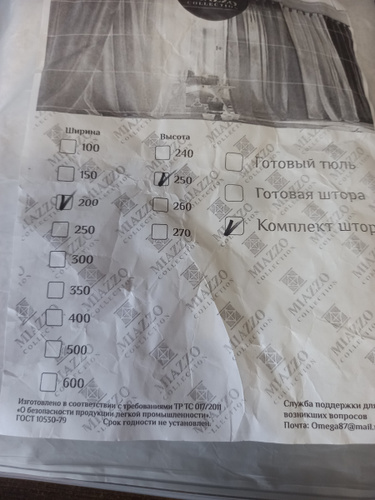 COLLECTION
Ширина
100
150
200
250
300
350
400
500
600
Высота
240
250
260
270
Готовый тюль
Готовая штора
Комплект штор
MIAZZO
COLLECTION
Изготовлено в соответствии с требованиями ТР ТС 017/2011
«О безопасности продукции легкой промышленности».
ГОСТ 10530-79 Срок годности не установлен.
Служба поддержки для
возникших вопросов
Почта: Omega87@mail.